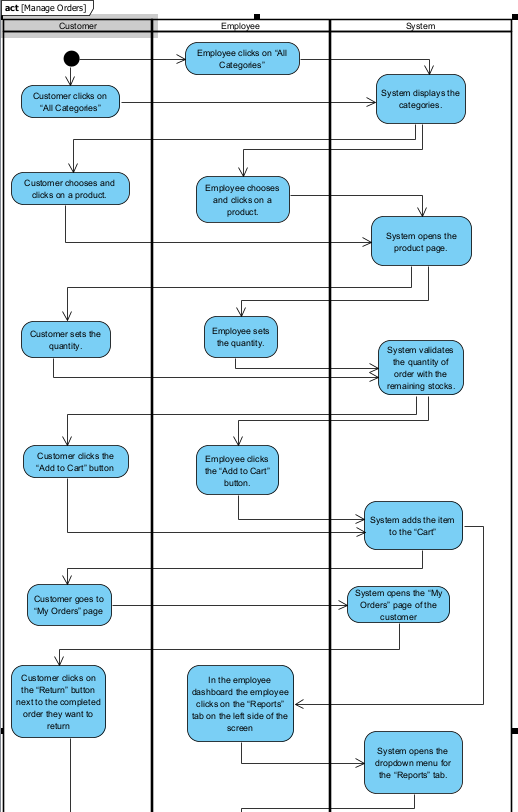 act [Manage Orders]
Customer
Employee
System
Employee clicks on "All
Categories"
Customer clicks on
"All Categories"
System displays the
categories.
Customer chooses and
clicks on a product.
Employee chooses
and clicks on a
product.
System opens the
product page.
Customer sets the
quantity.
Employee sets
the quantity.
System validates
the quantity of
order with the
remaining stocks.
Customer clicks the
"Add to Cart" button
Employee clicks
the "Add to Cart"
button.
System adds the item
to the "Cart"
Customer goes to
"My Orders" page
System opens the "My
Orders" page of the
customer
Customer clicks on
the "Return" button
next to the completed
order they want to
return
In the employee
dashboard the employee
clicks on the "Reports"
tab on the left side of the
screen
System opens the
dropdown menu for
the "Reports" tab.